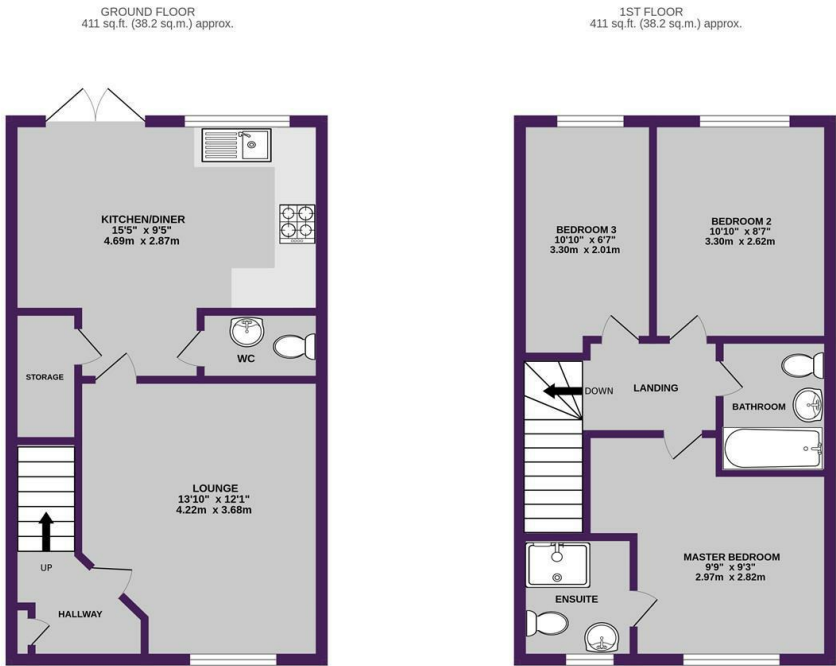 GROUND FLOOR
411 sq.ft. (38.2 sq.m.) approx.
KITCHEN/DINER
15'5" x 9'5"
4.69m x 2.87m
WC
STORAGE
LOUNGE
13'10" x 12'1"
4.22m x 3.68m
UP
HALLWAY
1ST FLOOR
411 sq.ft. (38.2 sq.m.) approx.
BEDROOM 3
10'10" x 6'7"
3.30m x 2.01m
BEDROOM 2
10'10" x 8'7"
3.30m x 2.62m
DOWN
LANDING
BATHROOM
MASTER BEDROOM
9'9" x 9'3"
2.97m x 2.82m
ENSUITE